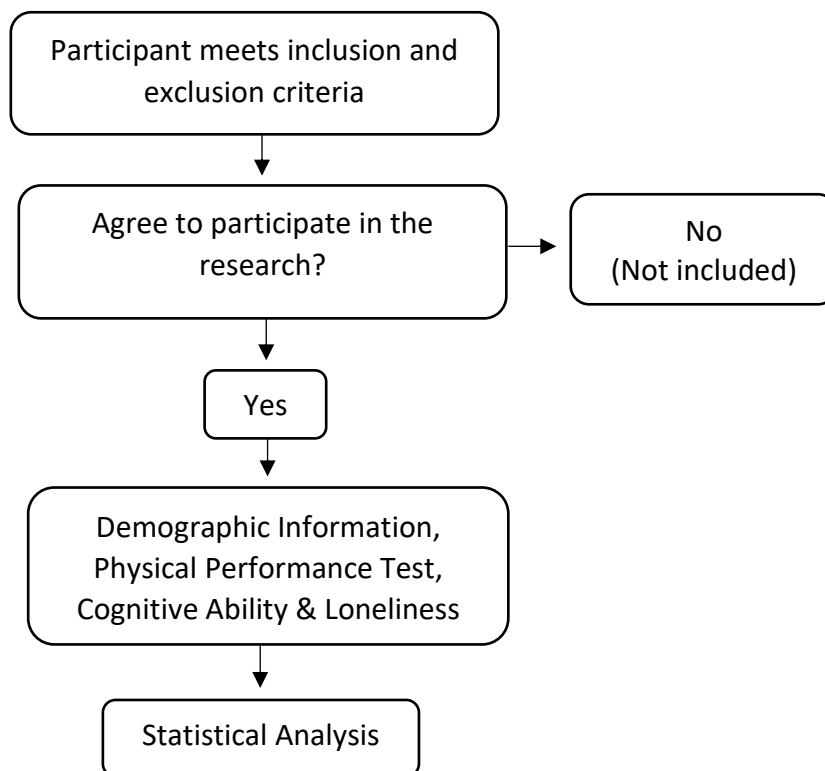 Participant meets inclusion and
exclusion criteria
Agree to participate in the
research?
No
(Not included)
Yes
Demographic Information,
Physical Performance Test,
Cognitive Ability & Loneliness
Statistical Analysis